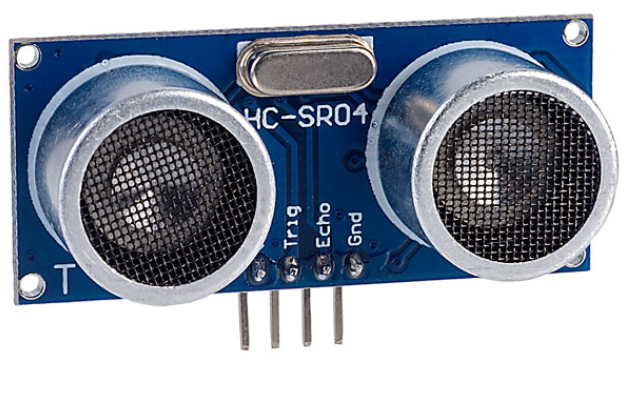 HC-SR04
Trig
Echo
Gnd
T